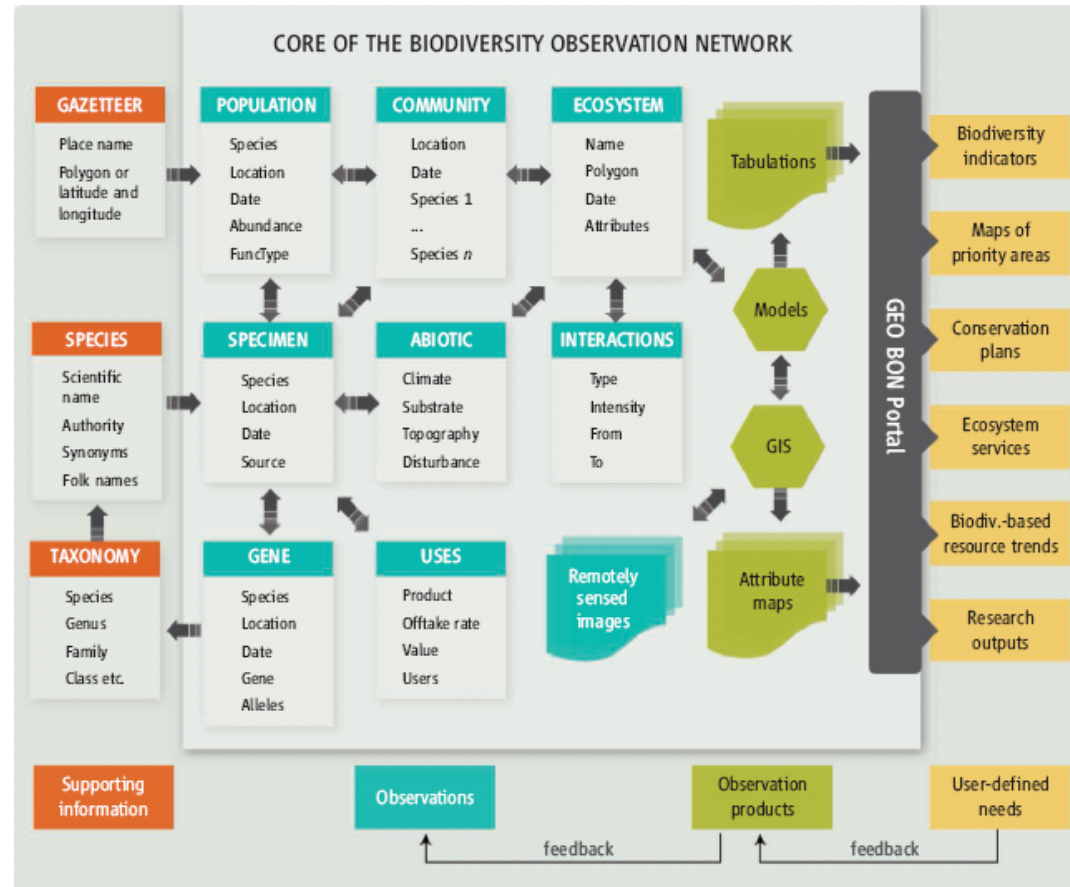 CORE OF THE BIODIVERSITY OBSERVATION NETWORK
GAZETTEER
Place name
Polygon or
latitude and
longitude
POPULATION
Species
Location
Date
Abundance
FuncType
COMMUNITY
Location
Date
Species 1
...
Species n
ECOSYSTEM
Name
Polygon
Date
Attributes
Tabulations
Models
GIS
Attribute
maps
SPECIES
Scientific
name
Authority
Synonyms
Folk names
SPECIMEN
Species
Location
Date
Source
ABIOTIC
Climate
Substrate
Topography
Disturbance
INTERACTIONS
Type
Intensity
From
To
TAXONOMY
Species
Genus
Family
Class etc.
GENE
Species
Location
Date
Gene
Alleles
USES
Product
Offtake rate
Value
Users
Remotely
sensed
images
GEO BON Portal
Biodiversity
indicators
Maps of
priority areas
Conservation
plans
Ecosystem
services
Biodiv.-based
resource trends
Research
outputs
Supporting
information
Observations
Observation
products
User-defined
needs
feedback
feedback